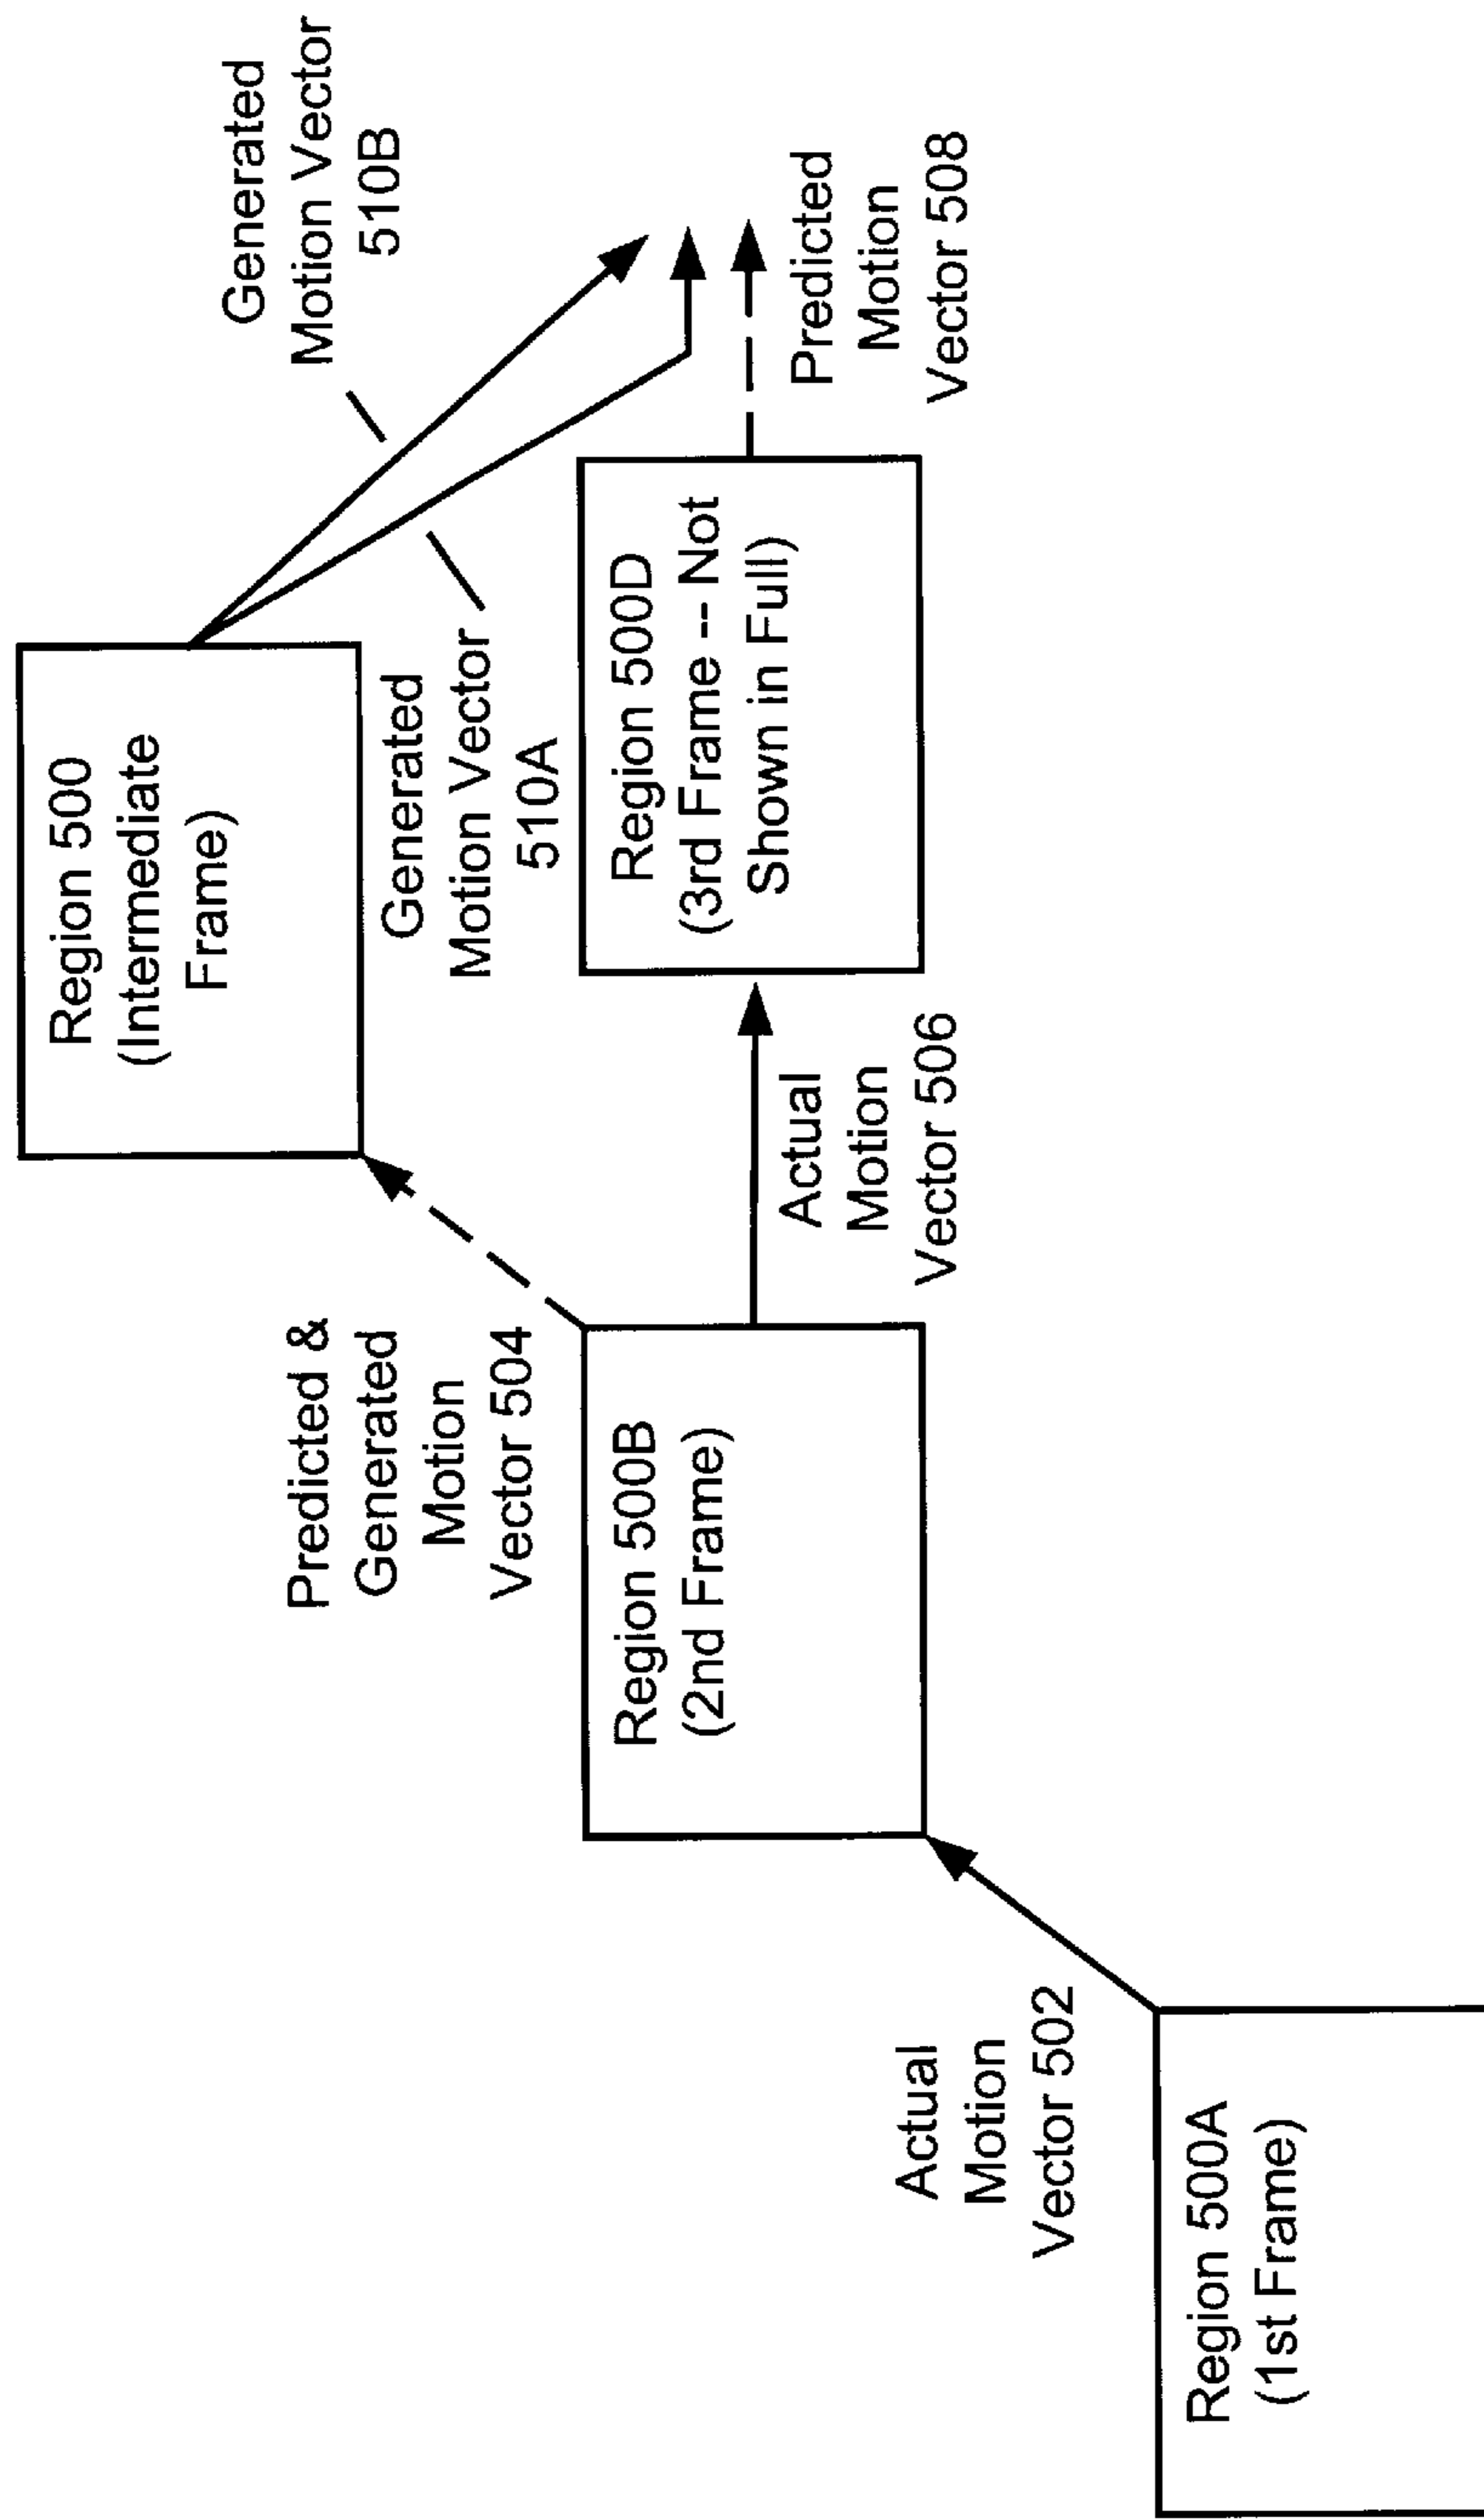 Region 500A
(1st Frame)
Actual
Motion
Vector 502
Region 500B
(2nd Frame)
Predicted &
Generated
Motion
Vector 504
Actual
Motion
Vector 506
Region 500
(Intermediate
Frame)
Generated
Motion Vector
510A
Region 500D
(3rd Frame -- Not
Shown in Full)
Generated
Motion Vector
510B
Predicted
Motion
Vector 508